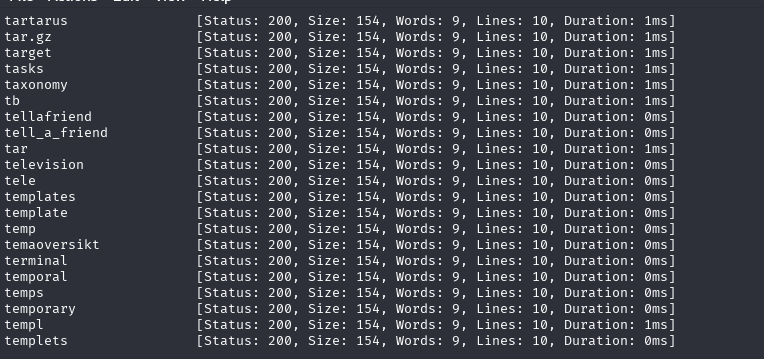 tartarus [Status: 200, Size: 154, Words: 9, Lines: 10, Duration: 1ms]
tar.gz [Status: 200, Size: 154, Words: 9, Lines: 10, Duration: 1ms]
target [Status: 200, Size: 154, Words: 9, Lines: 10, Duration: 1ms]
tasks [Status: 200, Size: 154, Words: 9, Lines: 10, Duration: 1ms]
taxonomy [Status: 200, Size: 154, Words: 9, Lines: 10, Duration: 1ms]
tb [Status: 200, Size: 154, Words: 9, Lines: 10, Duration: 1ms]
tellafriend [Status: 200, Size: 154, Words: 9, Lines: 10, Duration: 0ms]
tell_a_friend [Status: 200, Size: 154, Words: 9, Lines: 10, Duration: 0ms]
tar [Status: 200, Size: 154, Words: 9, Lines: 10, Duration: 1ms]
television [Status: 200, Size: 154, Words: 9, Lines: 10, Duration: 0ms]
tele [Status: 200, Size: 154, Words: 9, Lines: 10, Duration: 0ms]
templates [Status: 200, Size: 154, Words: 9, Lines: 10, Duration: 0ms]
template [Status: 200, Size: 154, Words: 9, Lines: 10, Duration: 0ms]
temp [Status: 200, Size: 154, Words: 9, Lines: 10, Duration: 0ms]
temaoversikt [Status: 200, Size: 154, Words: 9, Lines: 10, Duration: 0ms]
terminal [Status: 200, Size: 154, Words: 9, Lines: 10, Duration: 0ms]
temporal [Status: 200, Size: 154, Words: 9, Lines: 10, Duration: 0ms]
temps [Status: 200, Size: 154, Words: 9, Lines: 10, Duration: 0ms]
temporary [Status: 200, Size: 154, Words: 9, Lines: 10, Duration: 0ms]
templ [Status: 200, Size: 154, Words: 9, Lines: 10, Duration: 1ms]
templets [Status: 200, Size: 154, Words: 9, Lines: 10, Duration: 0ms]